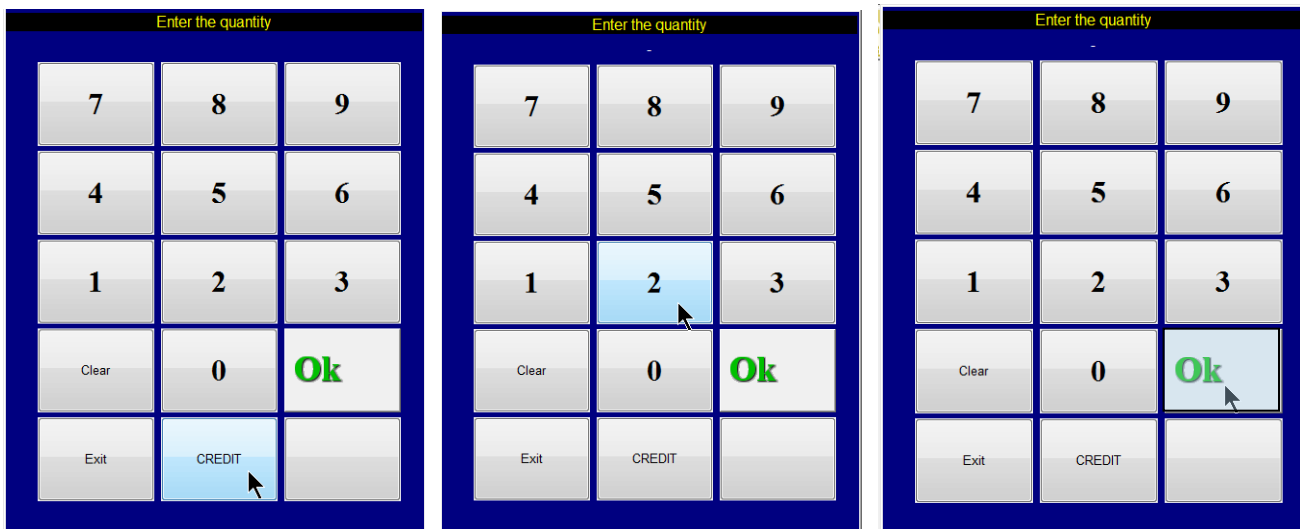 Enter the quantity
7 8 9
4 5 6
1 2 3
Clear 0 Ok
Exit CREDIT
Enter the quantity
-
7 8 9
4 5 6
1 2 3
Clear 0 Ok
Exit CREDIT
Enter the quantity
-
7 8 9
4 5 6
1 2 3
Clear 0 Ok
Exit CREDIT